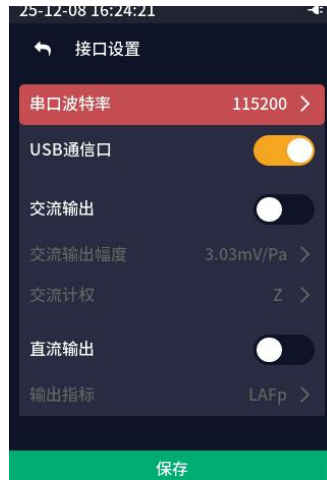 25-12-08 16:24:21
接口设置
串口波特率 115200
USB通信口
交流输出
交流输出幅度 3.03mV/Pa
交流计权 Z
直流输出
输出指标 LAFp
保存